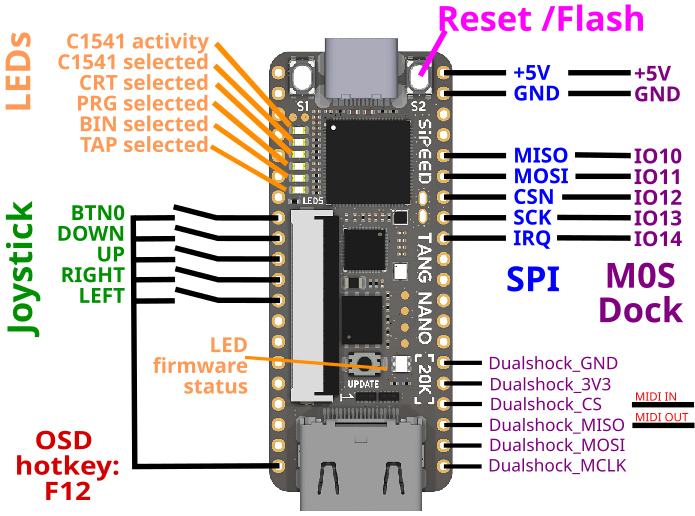 Reset /Flash
LEDs
C1541 activity
C1541 selected
CRT selected
PRG selected
BIN selected
TAP selected
S1
S2
SiPEED
LED5
TANG NANO
20K
UPDATE
+5V
GND
MISO
MOSI
CSN
SCK
IRQ
SPI
+5V
GND
IO10
IO11
IO12
IO13
IO14
M0S
Dock
Joystick
BTN0
DOWN
UP
RIGHT
LEFT
LED
firmware
status
OSD
hotkey:
F12
Dualshock_GND
Dualshock_3V3
Dualshock_CS
Dualshock_MISO
Dualshock_MOSI
Dualshock_MCLK
MIDI IN
MIDI OUT